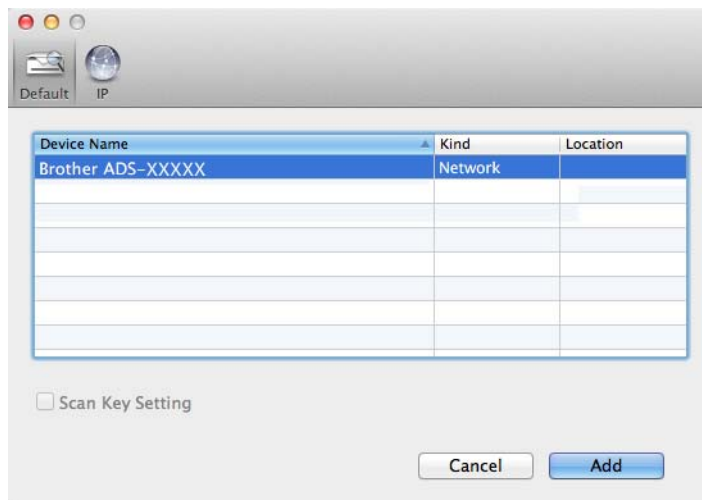 Default IP
Device Name Kind Location
Brother ADS-XXXXX Network
Scan Key Setting
Cancel Add